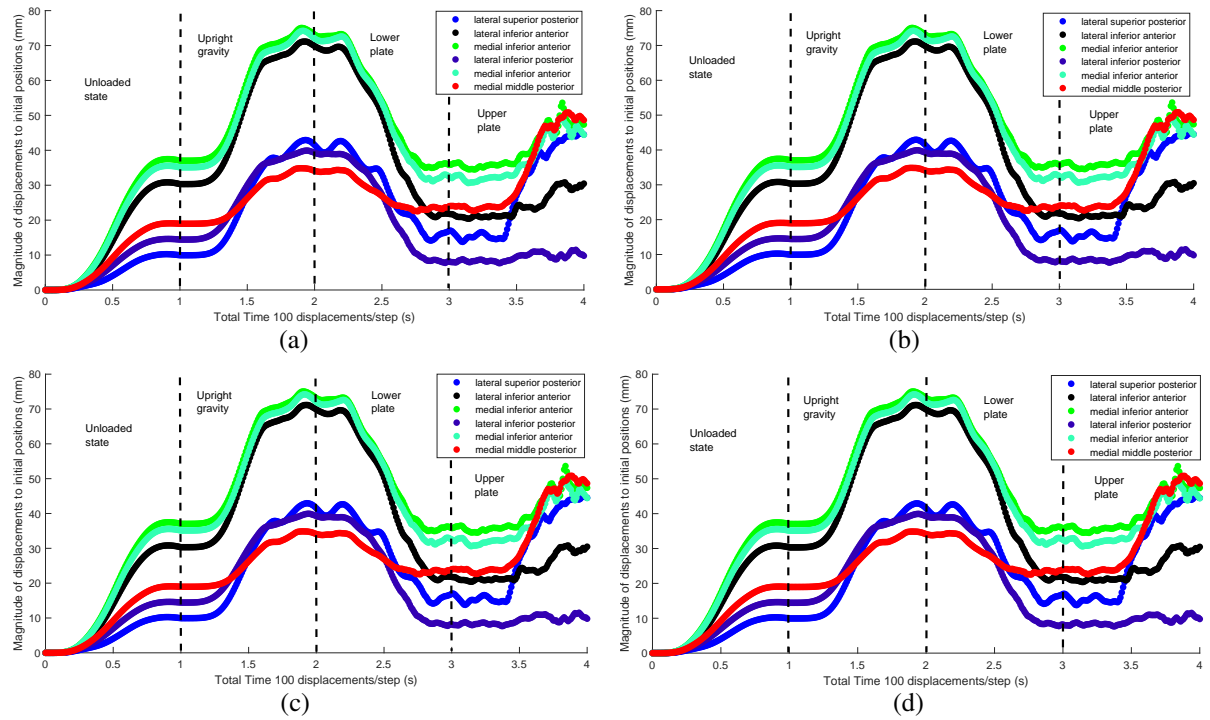 Magnitude of displacements to initial positions (mm)
80
70
60
50
40
30
20
10
0
0
0.5
1
1.5
2
2.5
3
3.5
4
Total Time 100 displacements/step (s)
Unloaded
state
Upright
gravity
Lower
plate
Upper
plate
lateral superior posterior
lateral inferior anterior
medial inferior anterior
lateral inferior posterior
medial inferior anterior
medial middle posterior
(a)
Magnitude of displacements to initial positions (mm)
80
70
60
50
40
30
20
10
0
0
0.5
1
1.5
2
2.5
3
3.5
4
Total Time 100 displacements/step (s)
Unloaded
state
Upright
gravity
Lower
plate
Upper
plate
lateral superior posterior
lateral inferior anterior
medial inferior anterior
lateral inferior posterior
medial inferior anterior
medial middle posterior
(b)
Magnitude of displacements to initial positions (mm)
80
70
60
50
40
30
20
10
0
0
0.5
1
1.5
2
2.5
3
3.5
4
Total Time 100 displacements/step (s)
Unloaded
state
Upright
gravity
Lower
plate
Upper
plate
lateral superior posterior
lateral inferior anterior
medial inferior anterior
lateral inferior posterior
medial inferior anterior
medial middle posterior
(c)
Magnitude of displacements to initial positions (mm)
80
70
60
50
40
30
20
10
0
0
0.5
1
1.5
2
2.5
3
3.5
4
Total Time 100 displacements/step (s)
Unloaded
state
Upright
gravity
Lower
plate
Upper
plate
lateral superior posterior
lateral inferior anterior
medial inferior anterior
lateral inferior posterior
medial inferior anterior
medial middle posterior
(d)